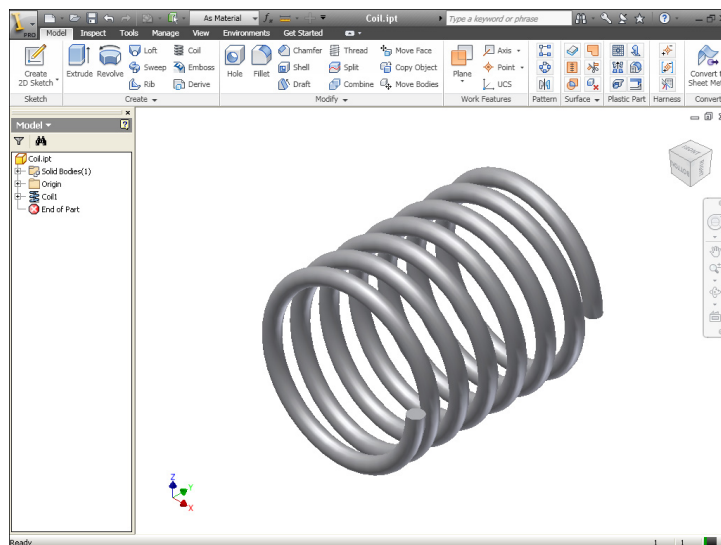 As Material
Coil.ipt
Type a keyword or phrase
PRO
Model Inspect Tools Manage View Environments Get Started
Create
2D Sketch
Extrude
Revolve
Loft
Sweep
Rib
Coil
Emboss
Derive
Hole
Fillet
Chamfer
Shell
Draft
Thread
Split
Combine
Move Face
Copy Object
Move Bodies
Plane
Axis
Point
UCS
Convert t
Sheet Met
Sketch Create Modify Work Features Pattern Surface Plastic Part Harness Convert
Model
Coil.ipt
Solid Bodies(1)
Origin
Coil1
End of Part
FRONT
Z
Y
X
Ready
1 1